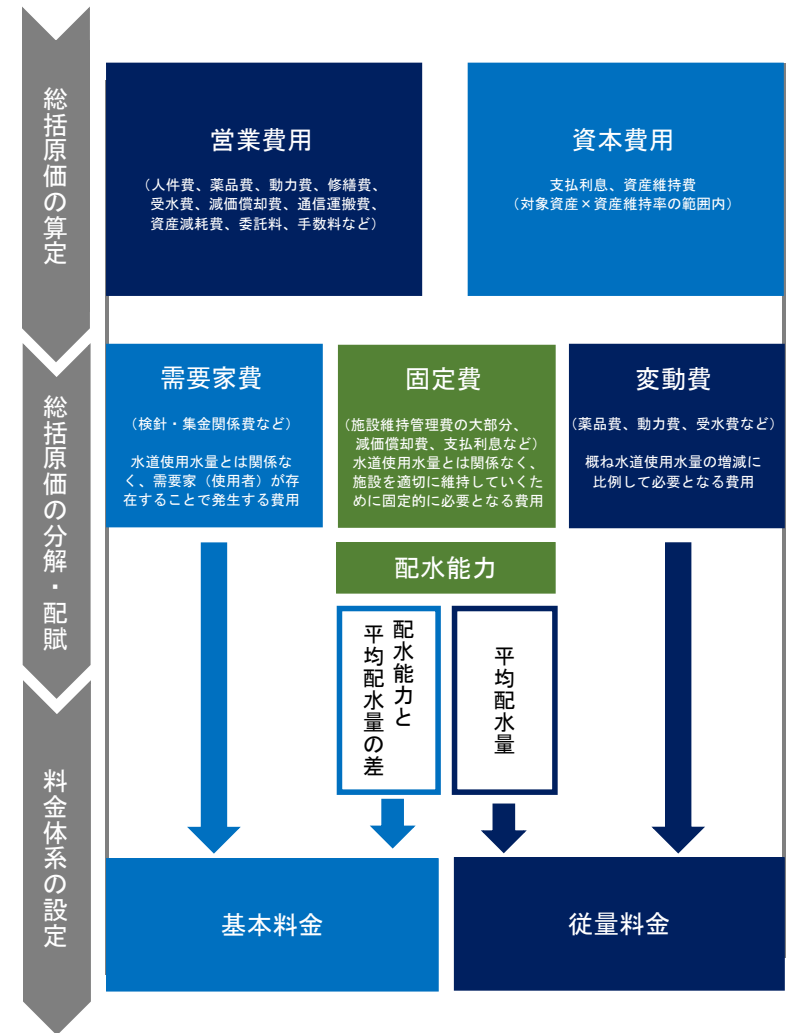 総括原価の算定
営業費用
（人件費、薬品費、動力費、修繕費、
受水費、減価償却費、通信運搬費、
資産減耗費、委託料、手数料など）
資本費用
支払利息、資産維持費
（対象資産×資産維持率の範囲内）
総括原価の分解・配賦
需要家費
（検針・集金関係費など）
水道使用水量とは関係な
く、需要家（使用者）が存
在することで発生する費用
固定費
（施設維持管理費の大部分、
減価償却費、支払利息など）
水道使用水量とは関係なく、
施設を適切に維持していくた
めに固定的に必要となる費用
変動費
（薬品費、動力費、受水費など）
概ね水道使用水量の増減に
比例して必要となる費用
配水能力
配水能力と
平均配水量の差
平均配水量
料金体系の設定
基本料金
従量料金